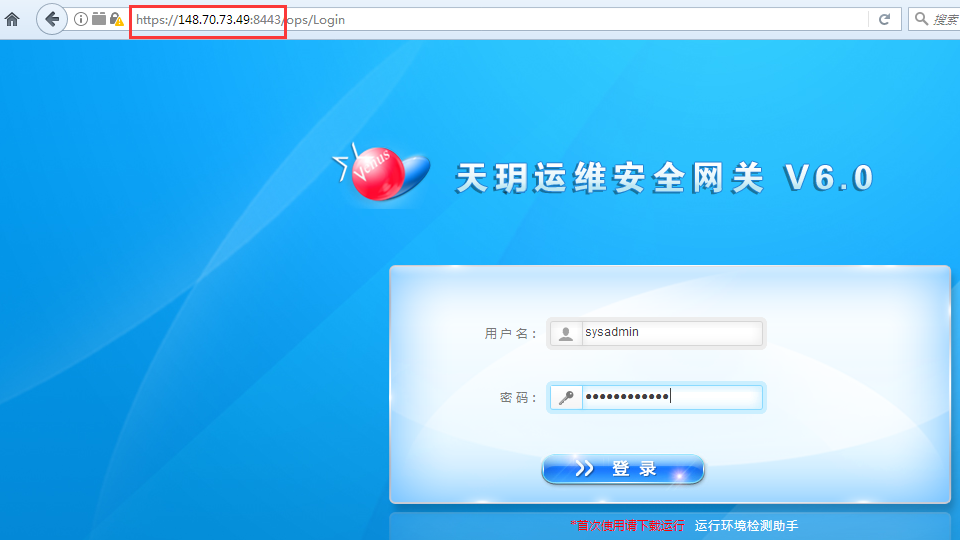 https://148.70.73.49:8443/ops/Login
搜索
Venus
天玥运维安全网关 V6.0
用户名：
sysadmin
密码：
••••••••••••
登录
*首次使用请下载运行 运行环境检测助手